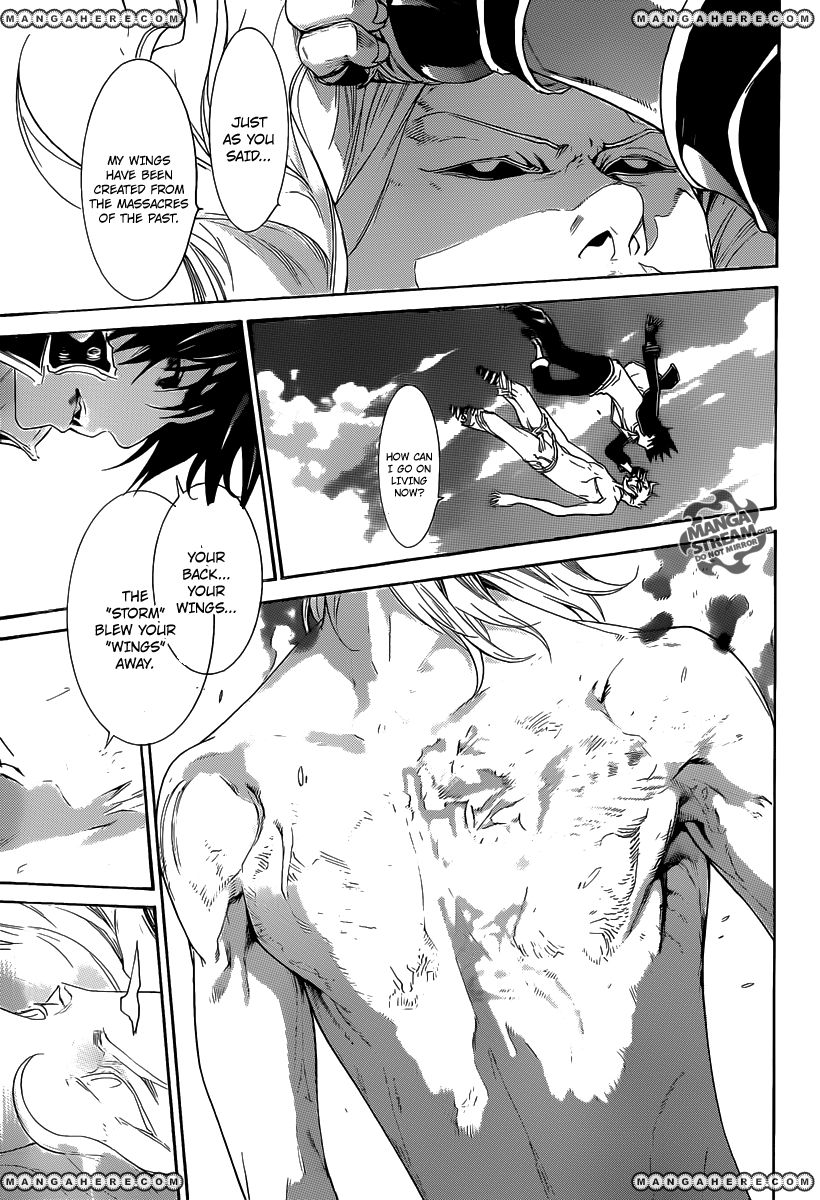 MANGAHERE.COM
MANGAHERE.COM
JUST
AS YOU
SAID...
MY WINGS
HAVE BEEN
CREATED FROM
THE MASSACRES
OF THE PAST.
HOW CAN
I GO ON
LIVING
NOW?
MANGA
STREAM.com
DO NOT MIRROR
YOUR
BACK...
YOUR
WINGS...
THE
"STORM"
BLEW YOUR
"WINGS"
AWAY.
MANGAHERE.COM
MANGAHERE.COM